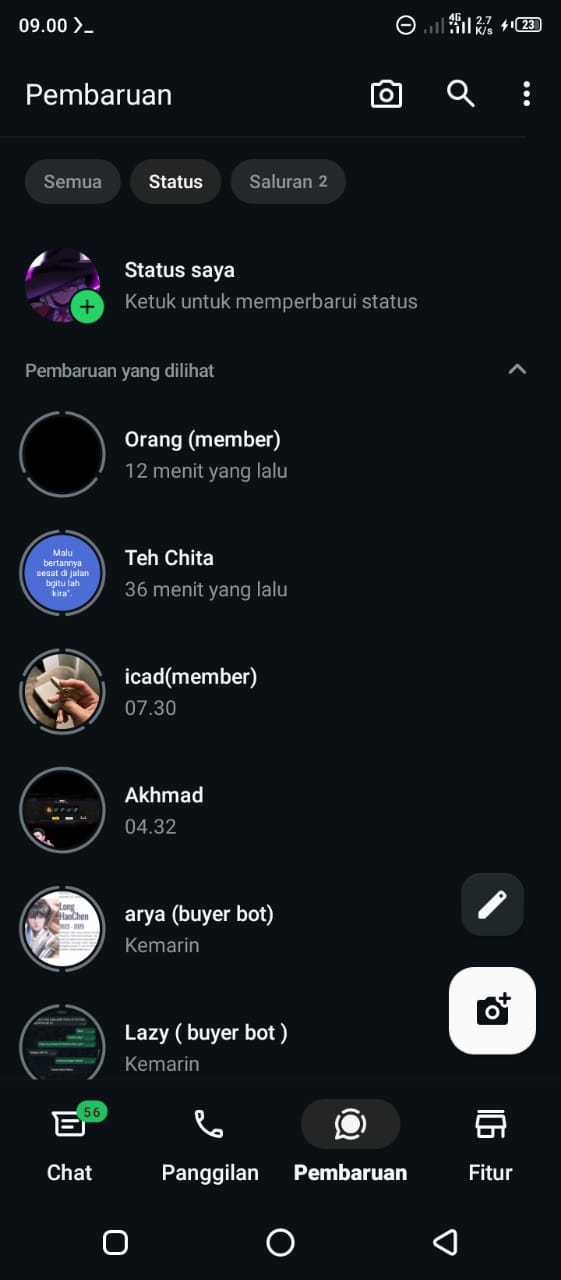 09.00
4G
2.7
K/s
23
Pembaruan
Semua
Status
Saluran 2
Status saya
Ketuk untuk memperbarui status
Pembaruan yang dilihat
Orang (member)
12 menit yang lalu
Malu
bertannya
sesat di jalan
bgitu lah
kira".
Teh Chita
36 menit yang lalu
icad(member)
07.30
Akhmad
04.32
Long
HaoChen
arya (buyer bot)
Kemarin
Lazy ( buyer bot )
Kemarin
56
Chat
Panggilan
Pembaruan
Fitur